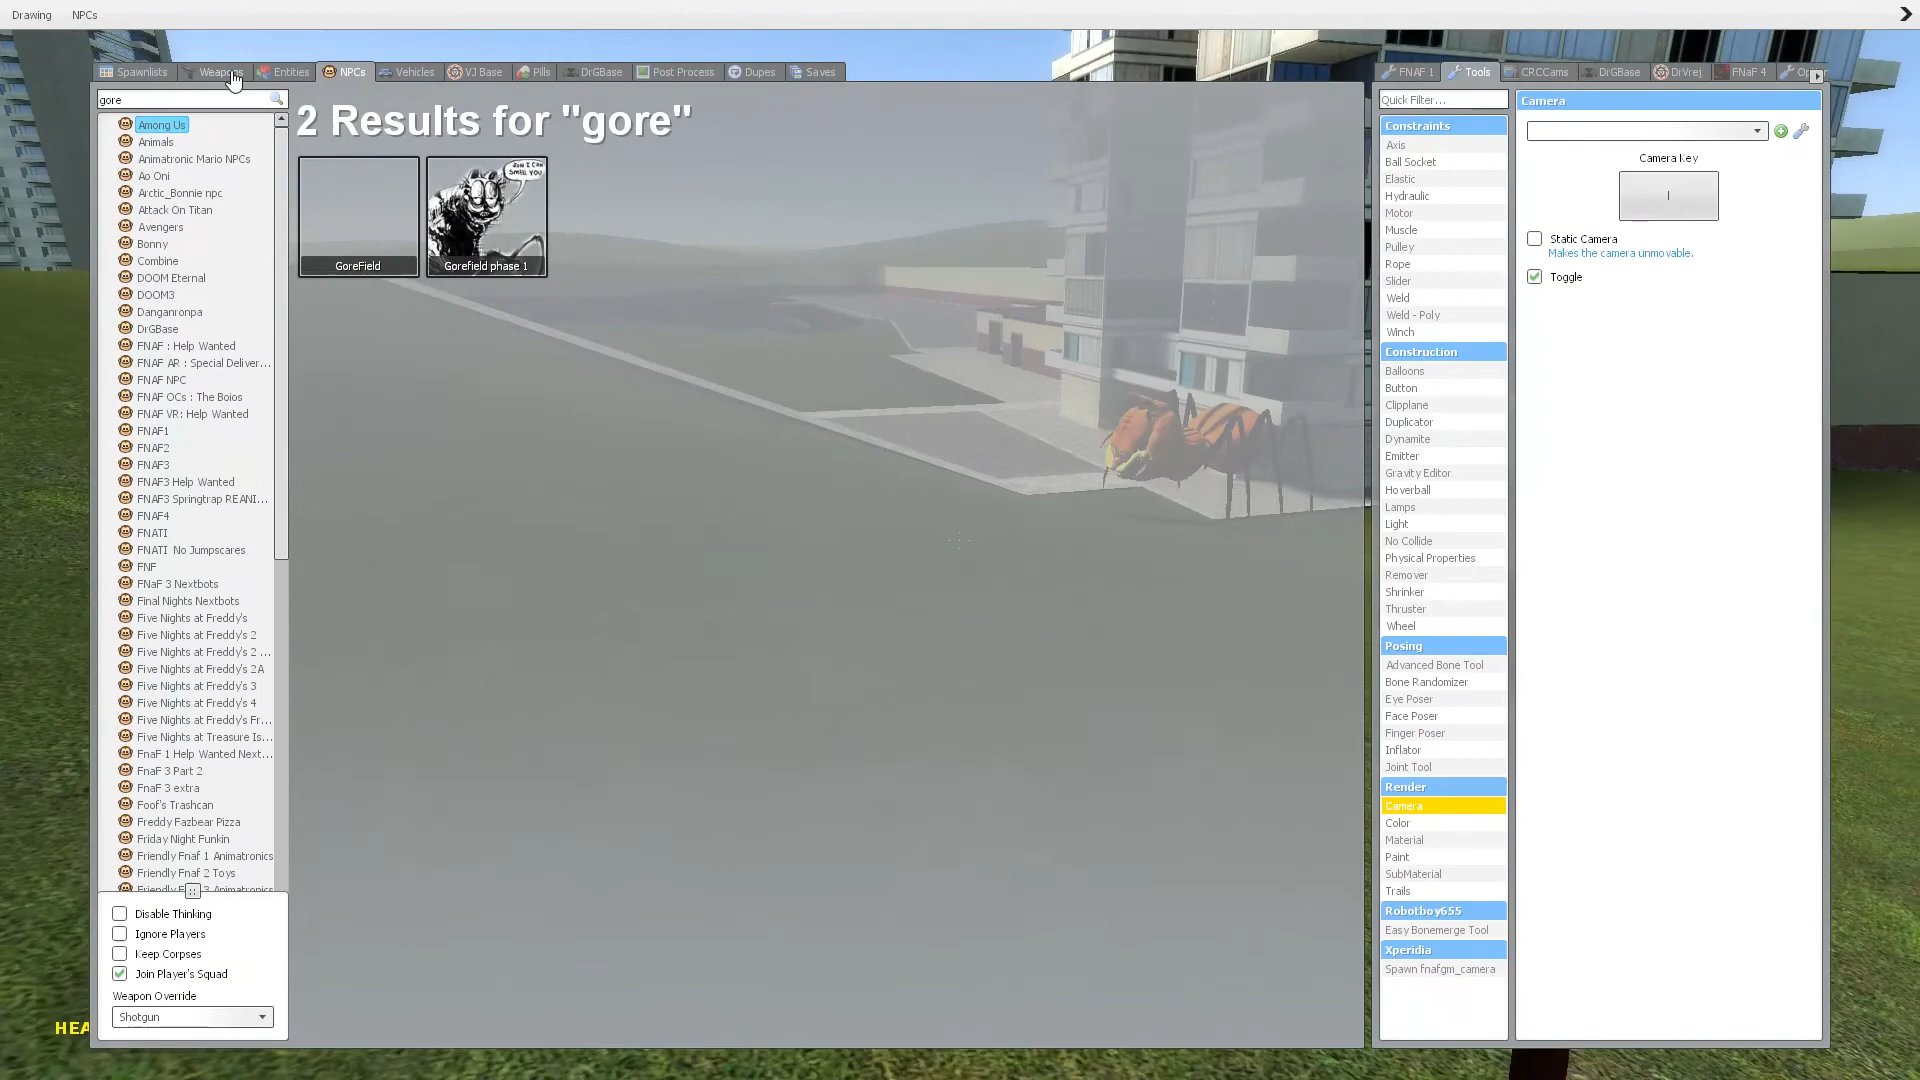 Drawing NPCs
Spawnlists Weapons Entities NPCs Vehicles VJ Base Pills DrGBase Post Process Dupes Saves
FNAF 1 Tools CRCCams DrGBase DrVrej FNaF 4
gore
2 Results for "gore"
JON I CAN
SMELL YOU
GoreField
Gorefield phase 1
Among Us
Animals
Animatronic Mario NPCs
Ao Oni
Arctic_Bonnie npc
Attack On Titan
Avengers
Bonny
Combine
DOOM Eternal
DOOM3
Danganronpa
DrGBase
FNAF : Help Wanted
FNAF AR : Special Deliver...
FNAF NPC
FNAF OCs : The Boios
FNAF VR: Help Wanted
FNAF1
FNAF2
FNAF3
FNAF3 Help Wanted
FNAF3 Springtrap REANI...
FNAF4
FNATI
FNATI No Jumpscares
FNF
FNaF 3 Nextbots
Final Nights Nextbots
Five Nights at Freddy's
Five Nights at Freddy's 2
Five Nights at Freddy's 2 ...
Five Nights at Freddy's 2A
Five Nights at Freddy's 3
Five Nights at Freddy's 4
Five Nights at Freddy's Fr...
Five Nights at Treasure Is...
FnaF 1 Help Wanted Next...
FnaF 3 Part 2
FnaF 3 extra
Foof's Trashcan
Freddy Fazbear Pizza
Friday Night Funkin
Friendly Fnaf 1 Animatronics
Friendly Fnaf 2 Toys
Friendly Fnaf 3 Animatronics
Disable Thinking
Ignore Players
Keep Corpses
Join Player's Squad
Weapon Override
Shotgun
HEA
Quick Filter...
Constraints
Axis
Ball Socket
Elastic
Hydraulic
Motor
Muscle
Pulley
Rope
Slider
Weld
Weld - Poly
Winch
Construction
Balloons
Button
Clipplane
Duplicator
Dynamite
Emitter
Gravity Editor
Hoverball
Lamps
Light
No Collide
Physical Properties
Remover
Shrinker
Thruster
Wheel
Posing
Advanced Bone Tool
Bone Randomizer
Eye Poser
Face Poser
Finger Poser
Inflator
Joint Tool
Render
Camera
Color
Material
Paint
SubMaterial
Trails
Robotboy655
Easy Bonemerge Tool
Xperidia
Spawn fnafgm_camera
Camera
Camera Key
I
Static Camera
Makes the camera unmovable.
Toggle